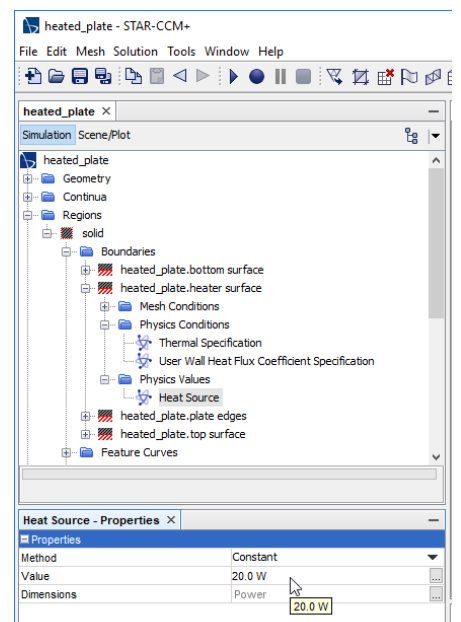 heated_plate - STAR-CCM+
File Edit Mesh Solution Tools Window Help
heated_plate ×
Simulation Scene/Plot
heated_plate
Geometry
Continua
Regions
solid
Boundaries
heated_plate.bottom surface
heated_plate.heater surface
Mesh Conditions
Physics Conditions
Thermal Specification
User Wall Heat Flux Coefficient Specification
Physics Values
Heat Source
heated_plate.plate edges
heated_plate.top surface
Feature Curves
Heat Source - Properties ×
Properties
Method Constant
Value 20.0 W ...
Dimensions Power ...
20.0 W